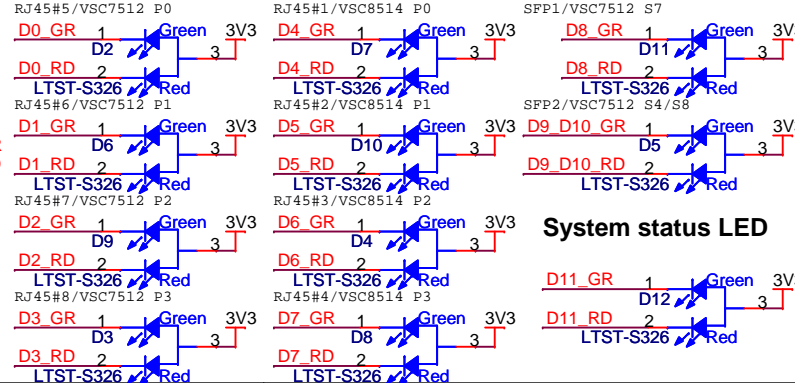 RJ45#5/VSC7512 P0
D0_GR 1 Green 3V3
D2 3
D0_RD 2
LTST-S326 Red
RJ45#6/VSC7512 P1
D1_GR 1 Green 3V3
D6 3
D1_RD 2
LTST-S326 Red
RJ45#7/VSC7512 P2
D2_GR 1 Green 3V3
D9 3
D2_RD 2
LTST-S326 Red
RJ45#8/VSC7512 P3
D3_GR 1 Green 3V3
D3 3
D3_RD 2
LTST-S326 Red
RJ45#1/VSC8514 P0
D4_GR 1 Green 3V3
D7 3
D4_RD 2
LTST-S326 Red
RJ45#2/VSC8514 P1
D5_GR 1 Green 3V3
D10 3
D5_RD 2
LTST-S326 Red
RJ45#3/VSC8514 P2
D6_GR 1 Green 3V3
D4 3
D6_RD 2
LTST-S326 Red
RJ45#4/VSC8514 P3
D7_GR 1 Green 3V3
D8 3
D7_RD 2
LTST-S326 Red
SFP1/VSC7512 S7
D8_GR 1 Green 3V
D11 3
D8_RD 2
LTST-S326 Red
SFP2/VSC7512 S4/S8
D9_D10_GR 1 Green 3V
D5 3
D9_D10_RD 2
LTST-S326 Red
System status LED
D11_GR 1 Green 3V
D12 3
D11_RD 2
LTST-S326 Red